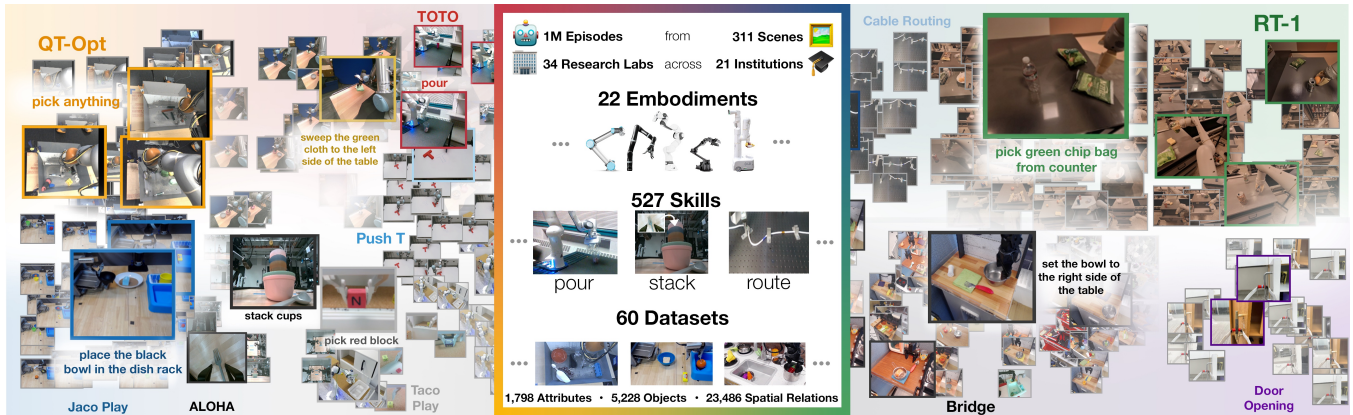 QT-Opt
pick anything
TOTO
pour
sweep the green
cloth to the left
side of the table
Push T
place the black
bowl in the dish rack
Jaco Play
stack cups
ALOHA
N
pick red block
Taco
Play
1M Episodes from 311 Scenes
34 Research Labs across 21 Institutions
22 Embodiments
527 Skills
pour stack route
60 Datasets
1,798 Attributes • 5,228 Objects • 23,486 Spatial Relations
Cable Routing
pick green chip bag
from counter
RT-1
set the bowl to
the right side of
the table
Bridge
Door
Opening